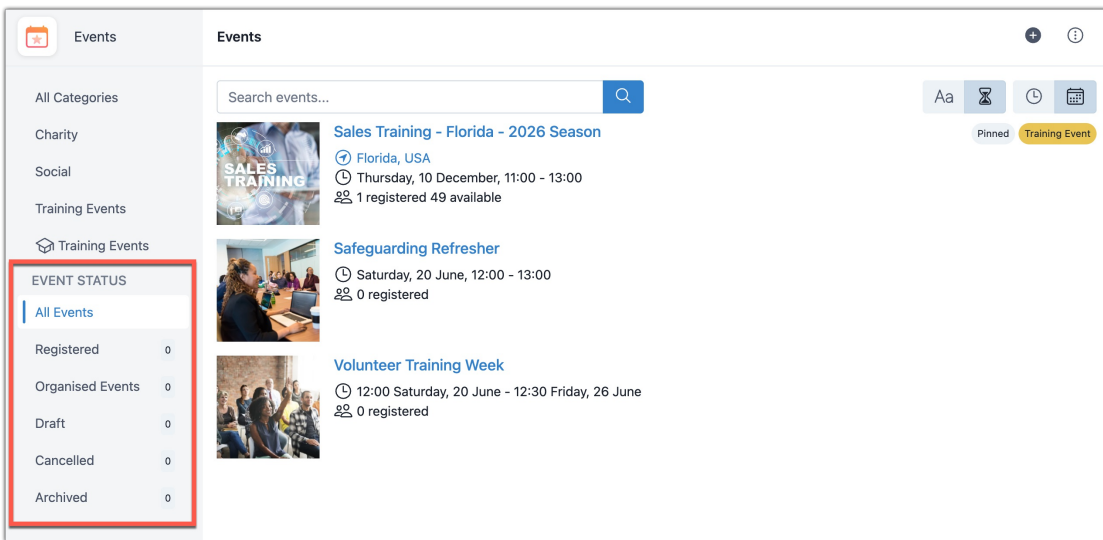 Events
Events
All Categories
Charity
Social
Training Events
Training Events
EVENT STATUS
All Events
Registered 0
Organised Events 0
Draft 0
Cancelled 0
Archived 0
Search events...
Aa
SALES
TRAINING
Sales Training - Florida - 2026 Season
Pinned Training Event
Florida, USA
Thursday, 10 December, 11:00 - 13:00
1 registered 49 available
Safeguarding Refresher
Saturday, 20 June, 12:00 - 13:00
0 registered
Volunteer Training Week
12:00 Saturday, 20 June - 12:30 Friday, 26 June
0 registered